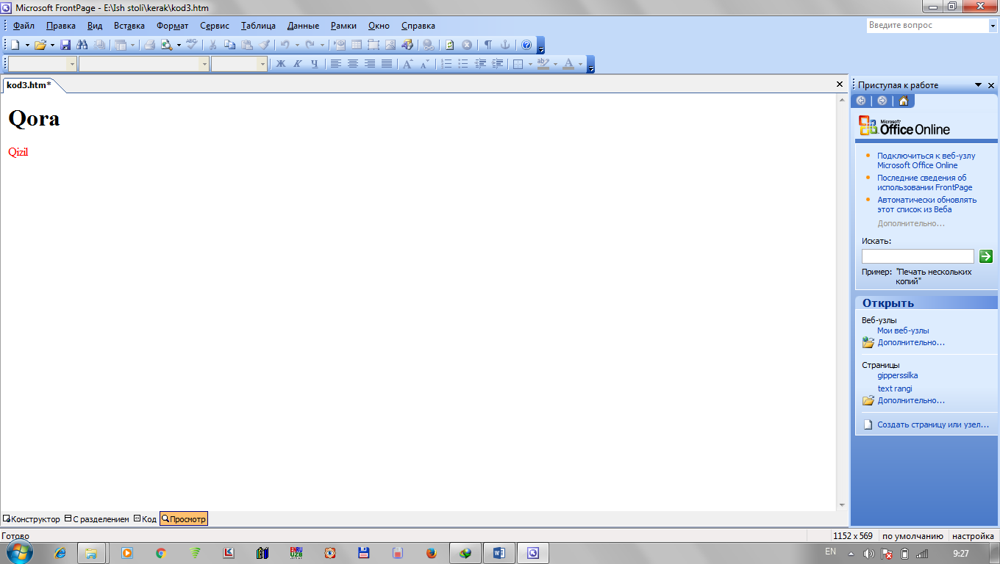 Microsoft FrontPage - E:\Ish stoli\kerak\kod3.htm
Файл Правка Вид Вставка Формат Сервис Таблица Данные Рамки Окно Справка
Введите вопрос
Ж К Ч
kod3.htm*
Qora
Qizil
Приступая к работе
Microsoft
Office Online
Подключиться к веб-узлу
Microsoft Office Online
Последние сведения об
использовании FrontPage
Автоматически обновлять
этот список из Веба
Дополнительно...
Искать:
Пример: "Печать нескольких
копий"
Открыть
Веб-узлы
Мои веб-узлы
Дополнительно...
Страницы
gipperssilka
text rangi
Дополнительно...
Создать страницу или узел...
Конструктор С разделением Код Просмотр
Готово
1152 x 569 по умолчанию настройка
EN
9:27